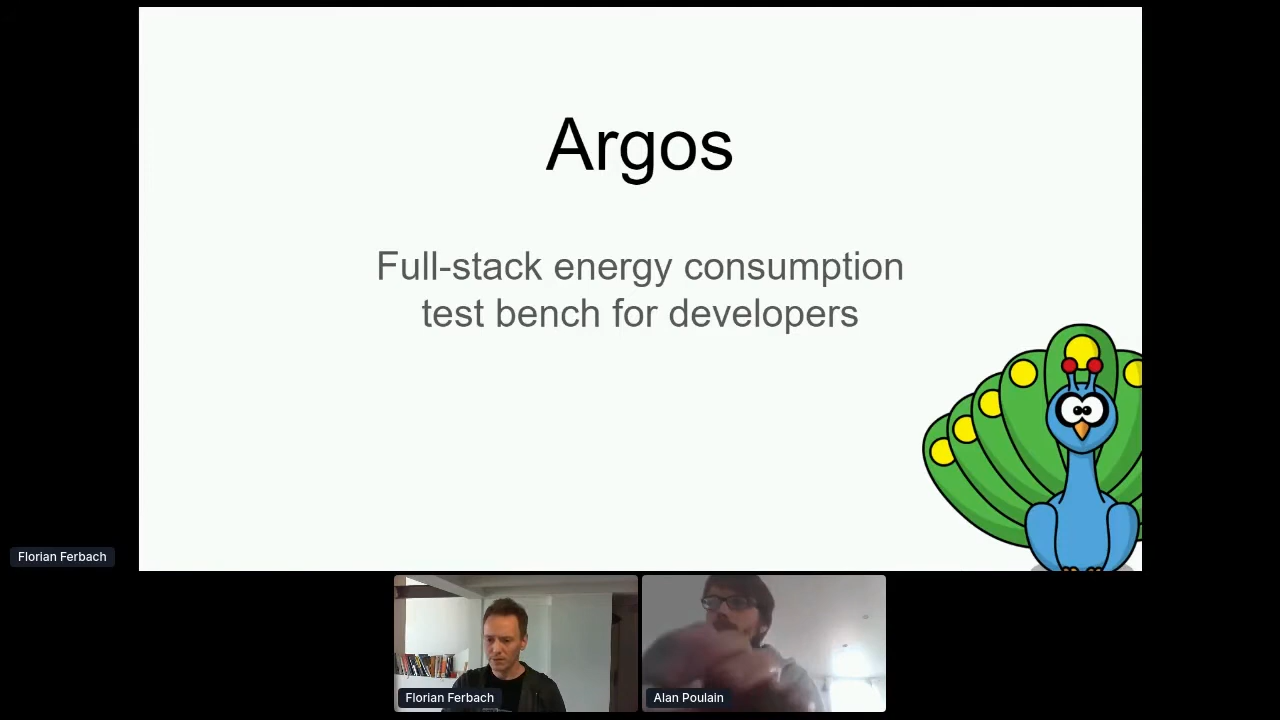 Argos
Full-stack energy consumption
test bench for developers
Florian Ferbach
Florian Ferbach
Alan Poulain